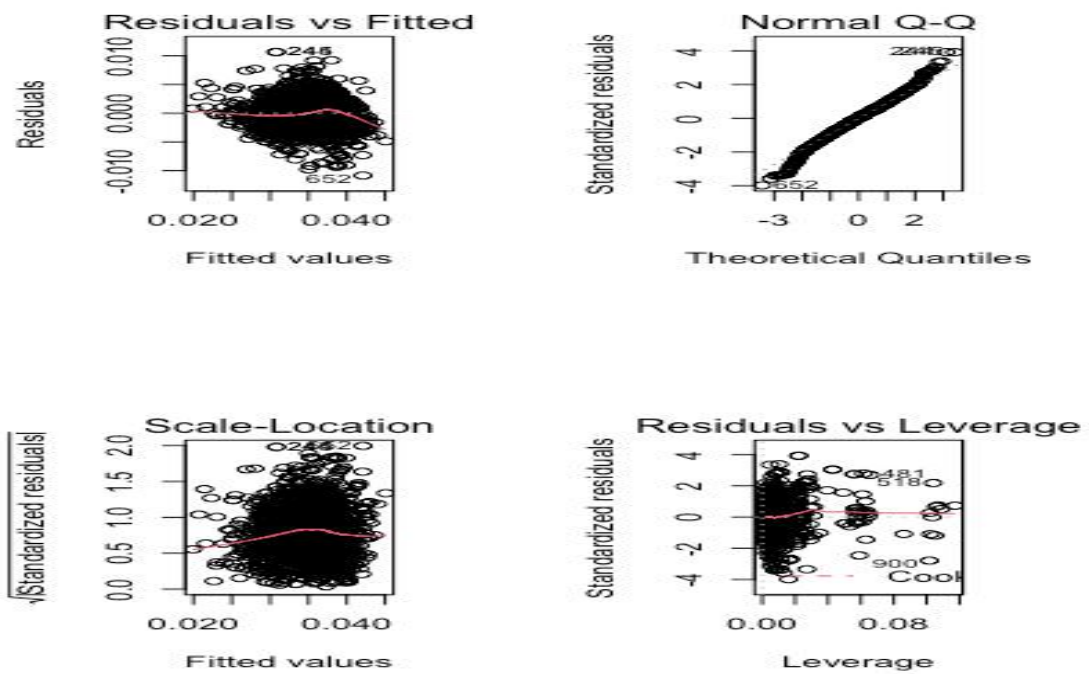 Residuals vs Fitted
Residuals
0.010
0.000
-0.010
245
652
0.020
0.040
Fitted values
Normal Q-Q
Standardized residuals
4
2
0
-2
-4
652
-3
0
2
Theoretical Quantiles
Scale-Location
√|Standardized residuals|
2.0
1.5
1.0
0.5
0.0
0.020
0.040
Fitted values
Residuals vs Leverage
Standardized residuals
4
2
0
-2
-4
481
518
900
Cook
0.00
0.08
Leverage